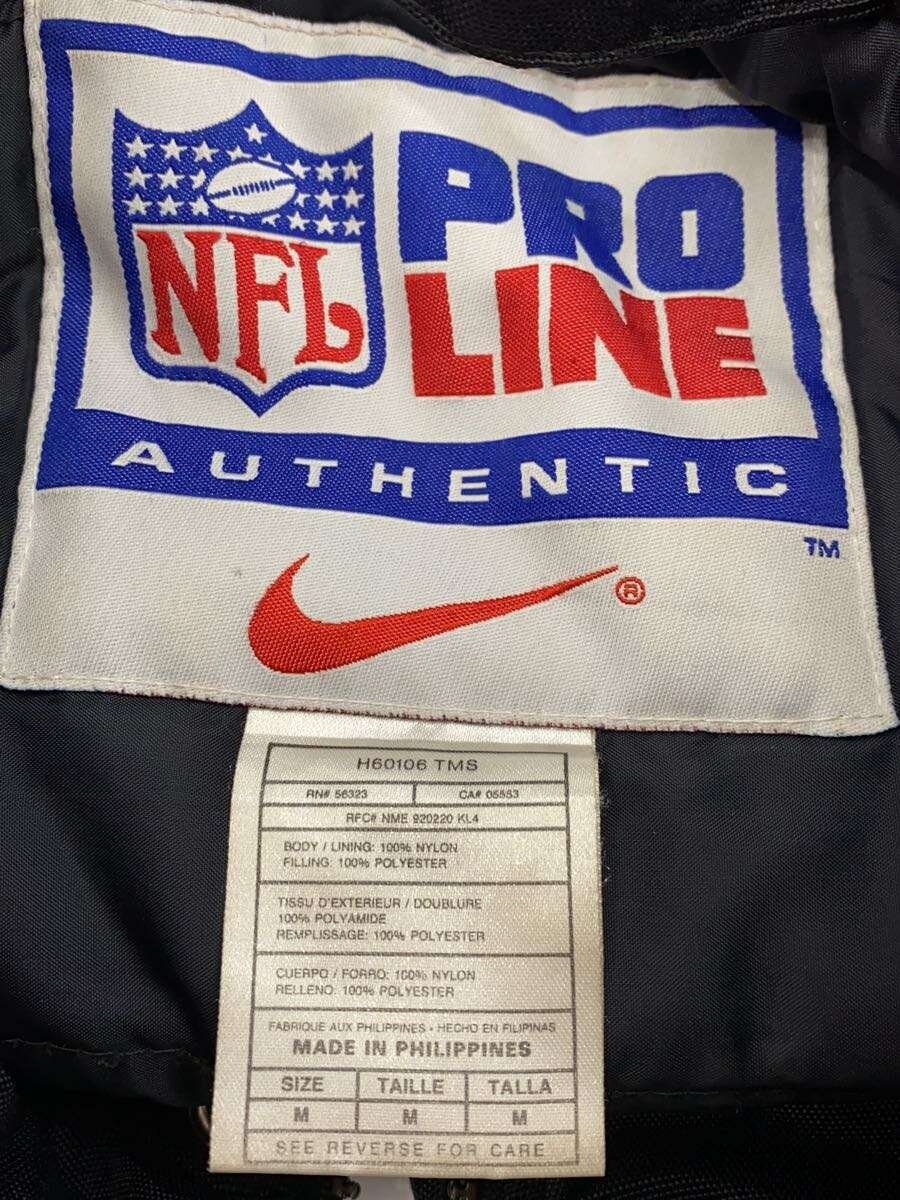 NFL
PRO
LINE
AUTHENTIC
TM
®
H60106 TMS
RN# 56323 CA# 05553
RFC# NME 920220 KL4
BODY / LINING: 100% NYLON
FILLING: 100% POLYESTER
TISSU D'EXTERIEUR / DOUBLURE
100% POLYAMIDE
REMPLISSAGE: 100% POLYESTER
CUERPO / FORRO: 100% NYLON
RELLENO: 100% POLYESTER
FABRIQUE AUX PHILIPPINES - HECHO EN FILIPINAS
MADE IN PHILIPPINES
SIZE TAILLE TALLA
M M M
SEE REVERSE FOR CARE